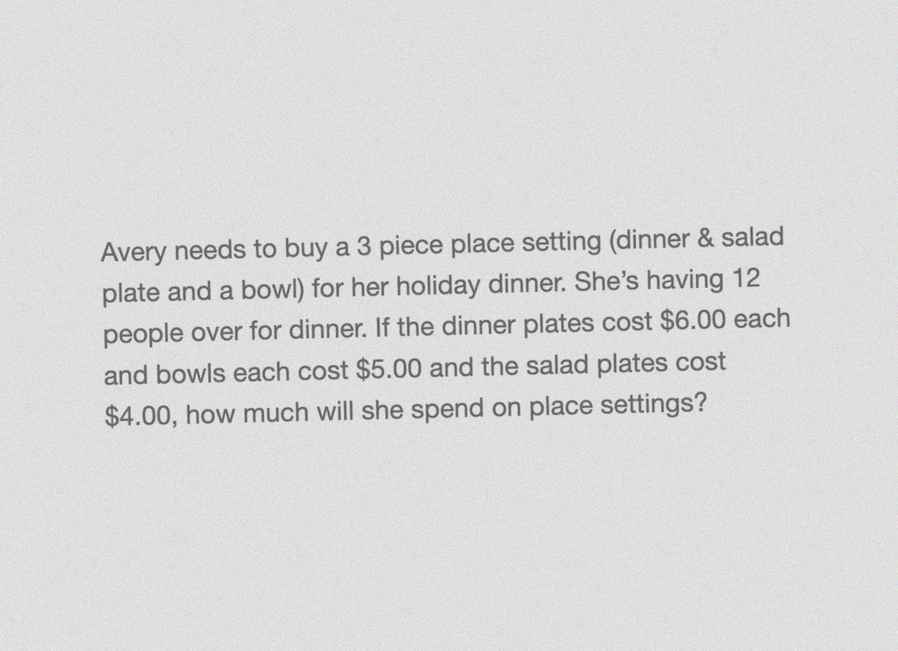 Avery needs to buy a 3 piece place setting (dinner & salad
plate and a bowl) for her holiday dinner. She’s having 12
people over for dinner. If the dinner plates cost $6.00 each
and bowls each cost $5.00 and the salad plates cost
$4.00, how much will she spend on place settings?